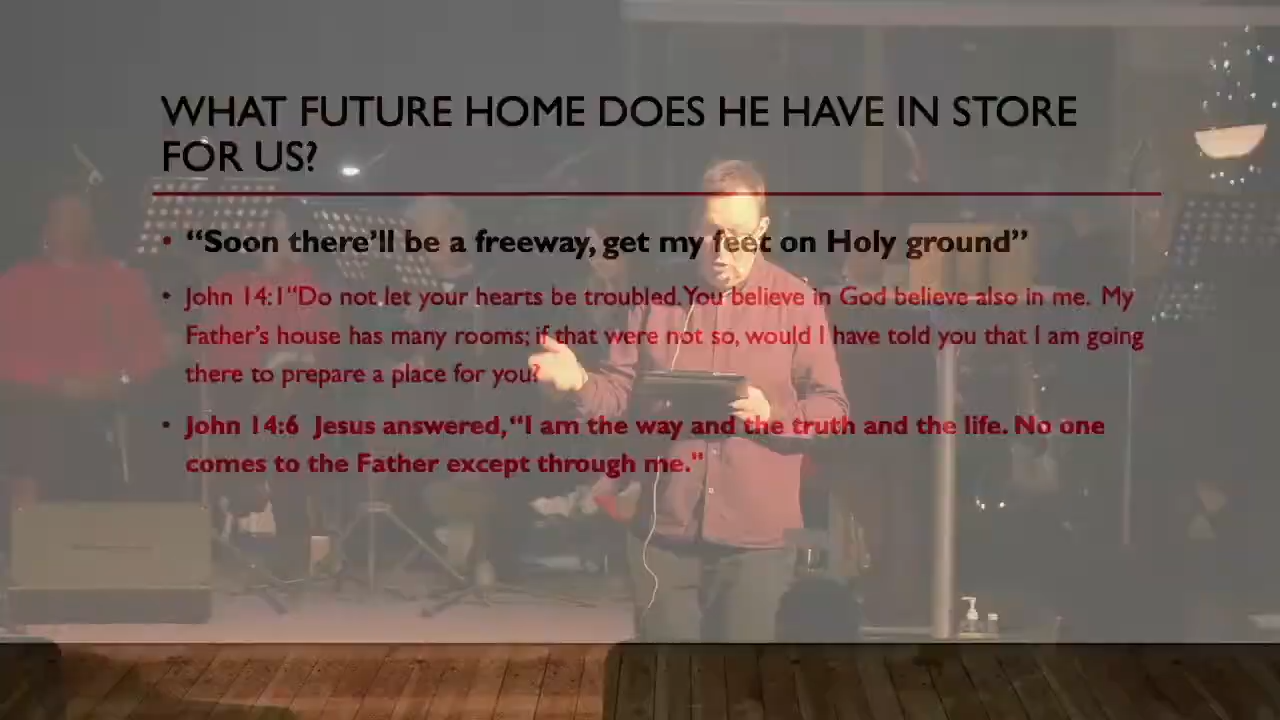 WHAT FUTURE HOME DOES HE HAVE IN STORE
FOR US?
• “Soon there’ll be a freeway, get my feet on Holy ground”
• John 14:1“Do not let your hearts be troubled. You believe in God believe also in me. My
Father’s house has many rooms; if that were not so, would I have told you that I am going
there to prepare a place for you?
• John 14:6 Jesus answered, “I am the way and the truth and the life. No one
comes to the Father except through me."